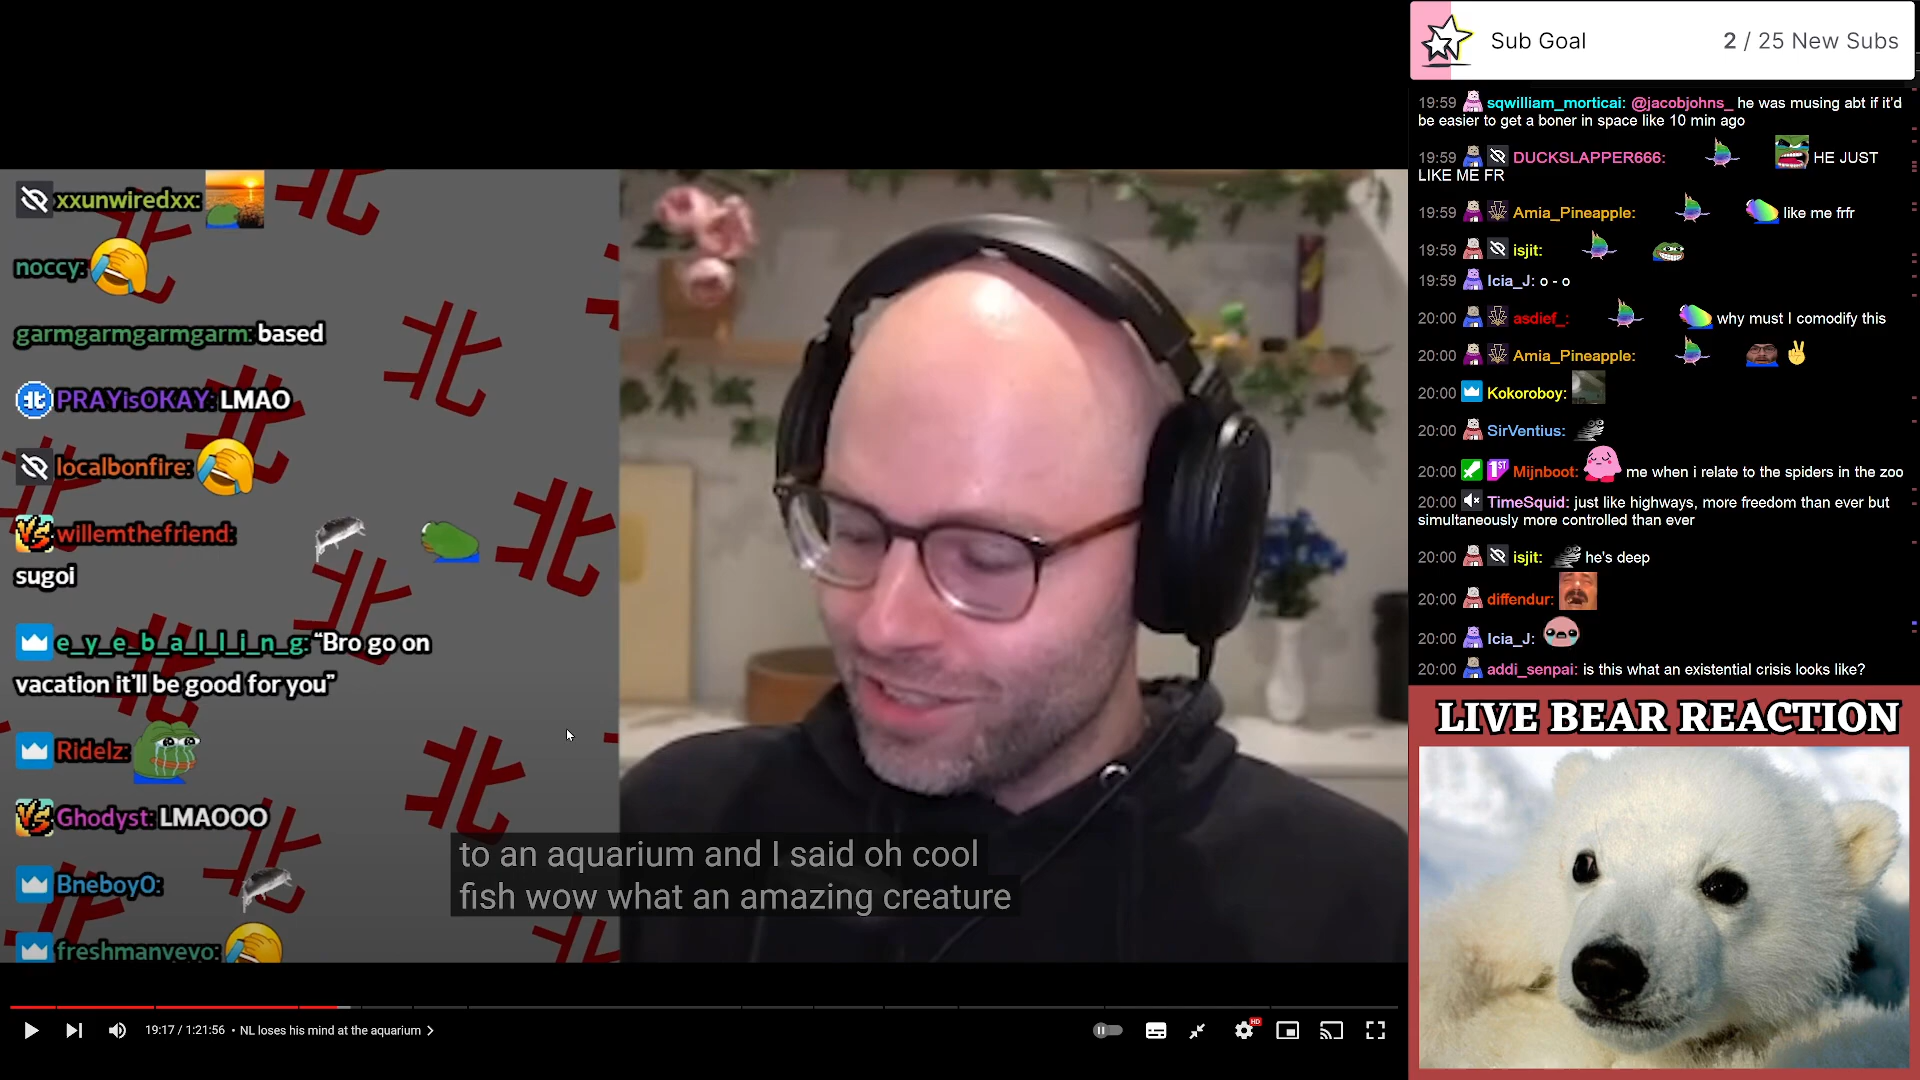 xxunwiredxx:
noccy:
garmgarmgarmgarm: based
PRAYisOKAY: LMAO
localbonfire:
willemthefriend:
sugoi
e_y_e_b_a_l_l_i_n_g: “Bro go on
vacation it’ll be good for you”
Ridelz:
Ghodyst: LMAOOO
BneboyO:
freshmanvevo:
to an aquarium and I said oh cool
fish wow what an amazing creature
19:17 / 1:21:56 • NL loses his mind at the aquarium
HD
Sub Goal 2 / 25 New Subs
19:59 sqwilliam_morticai: @jacobjohns_ he was musing abt if it'd
be easier to get a boner in space like 10 min ago
19:59 DUCKSLAPPER666: HE JUST
LIKE ME FR
19:59 Amia_Pineapple: like me frfr
19:59 isjit:
19:59 Icia_J: o - o
20:00 asdief_: why must I comodify this
20:00 Amia_Pineapple:
20:00 Kokoroboy:
20:00 SirVentius:
20:00 1ST Mijnboot: me when i relate to the spiders in the zoo
20:00 TimeSquid: just like highways, more freedom than ever but
simultaneously more controlled than ever
20:00 isjit: he's deep
20:00 diffendur:
20:00 Icia_J:
20:00 addi_senpai: is this what an existential crisis looks like?
LIVE BEAR REACTION